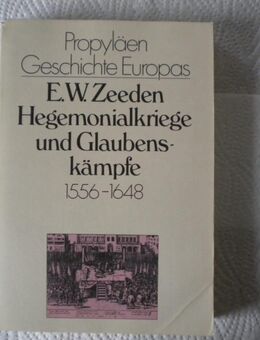 Propyläen
Geschichte Europas
E.W. Zeeden
Hegemonialkriege
und Glaubens-
kämpfe
1556–1648